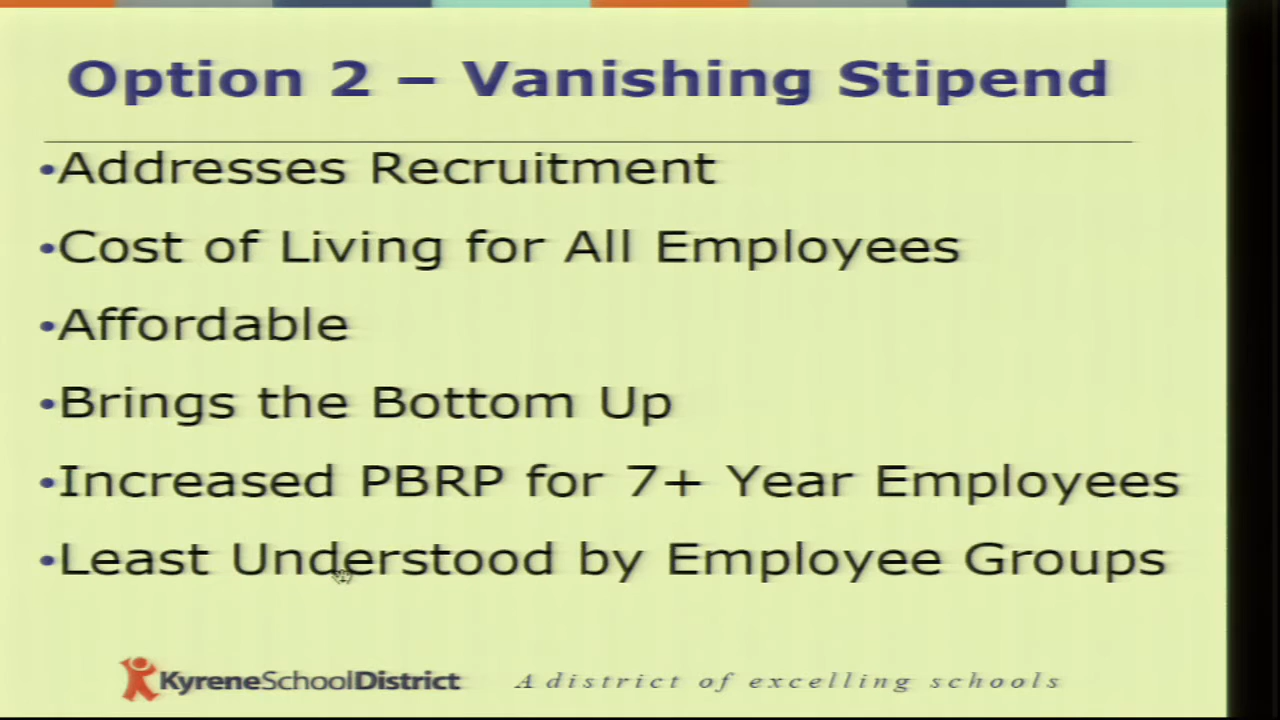 Option 2 – Vanishing Stipend
•Addresses Recruitment
•Cost of Living for All Employees
•Affordable
•Brings the Bottom Up
•Increased PBRP for 7+ Year Employees
•Least Understood by Employee Groups
KyreneSchoolDistrict A district of excelling schools